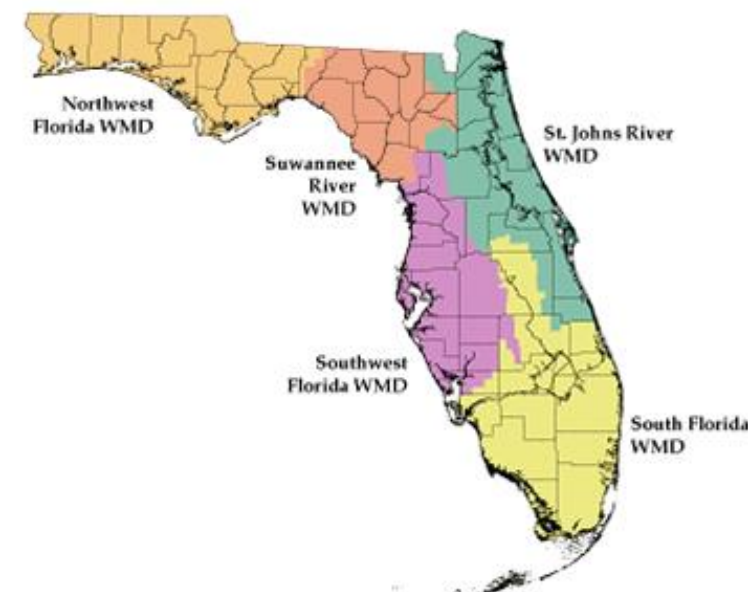 Northwest
Florida WMD
St. Johns River
WMD
Suwannee
River
WMD
Southwest
Florida WMD
South Florida
WMD